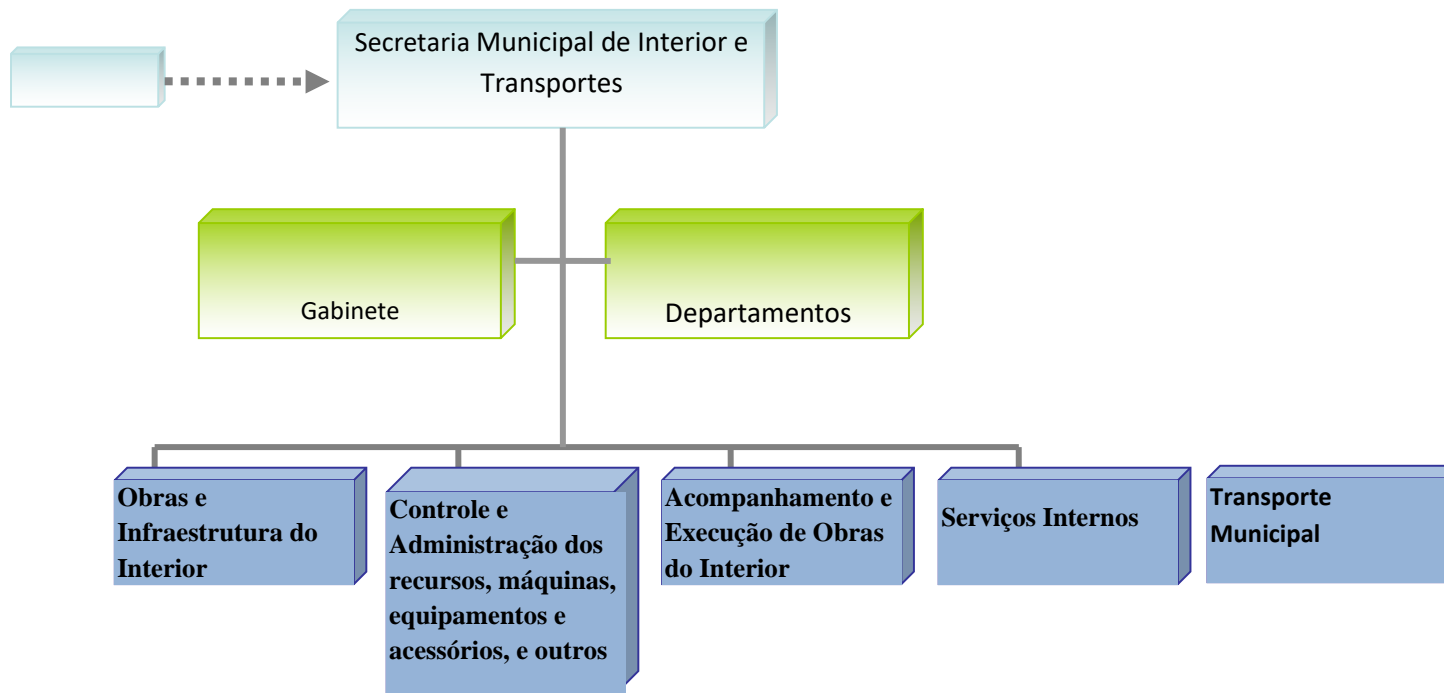 Secretaria Municipal de Interior e
Transportes
Gabinete
Departamentos
Obras e
Infraestrutura do
Interior
Controle e
Administração dos
recursos, máquinas,
equipamentos e
acessórios, e outros
Acompanhamento e
Execução de Obras
do Interior
Serviços Internos
Transporte
Municipal